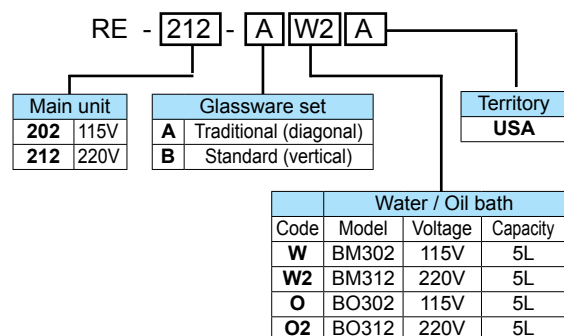 RE - 212 - A W2 A
Main unit
202 115V
212 220V
Glassware set
A Traditional (diagonal)
B Standard (vertical)
Territory
USA
Water / Oil bath
Code Model Voltage Capacity
W BM302 115V 5L
W2 BM312 220V 5L
O BO302 115V 5L
O2 BO312 220V 5L